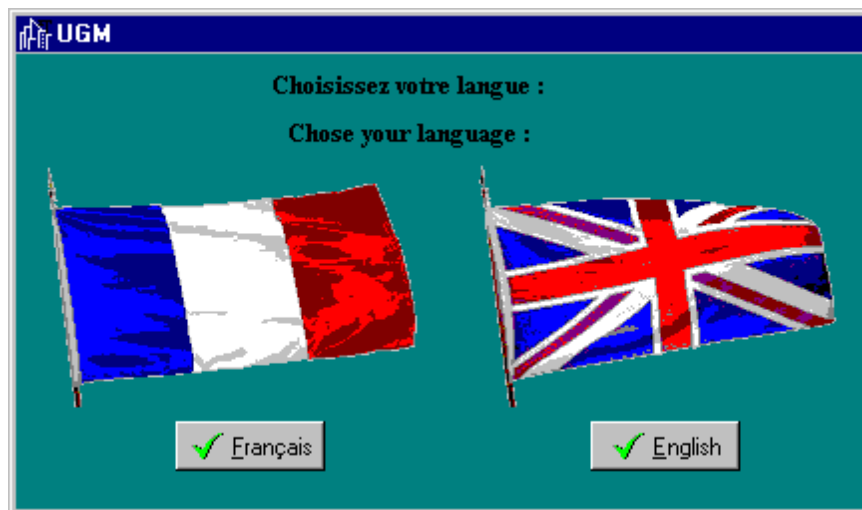 UGM
Choisissez votre langue :
Chose your language :
Français
English